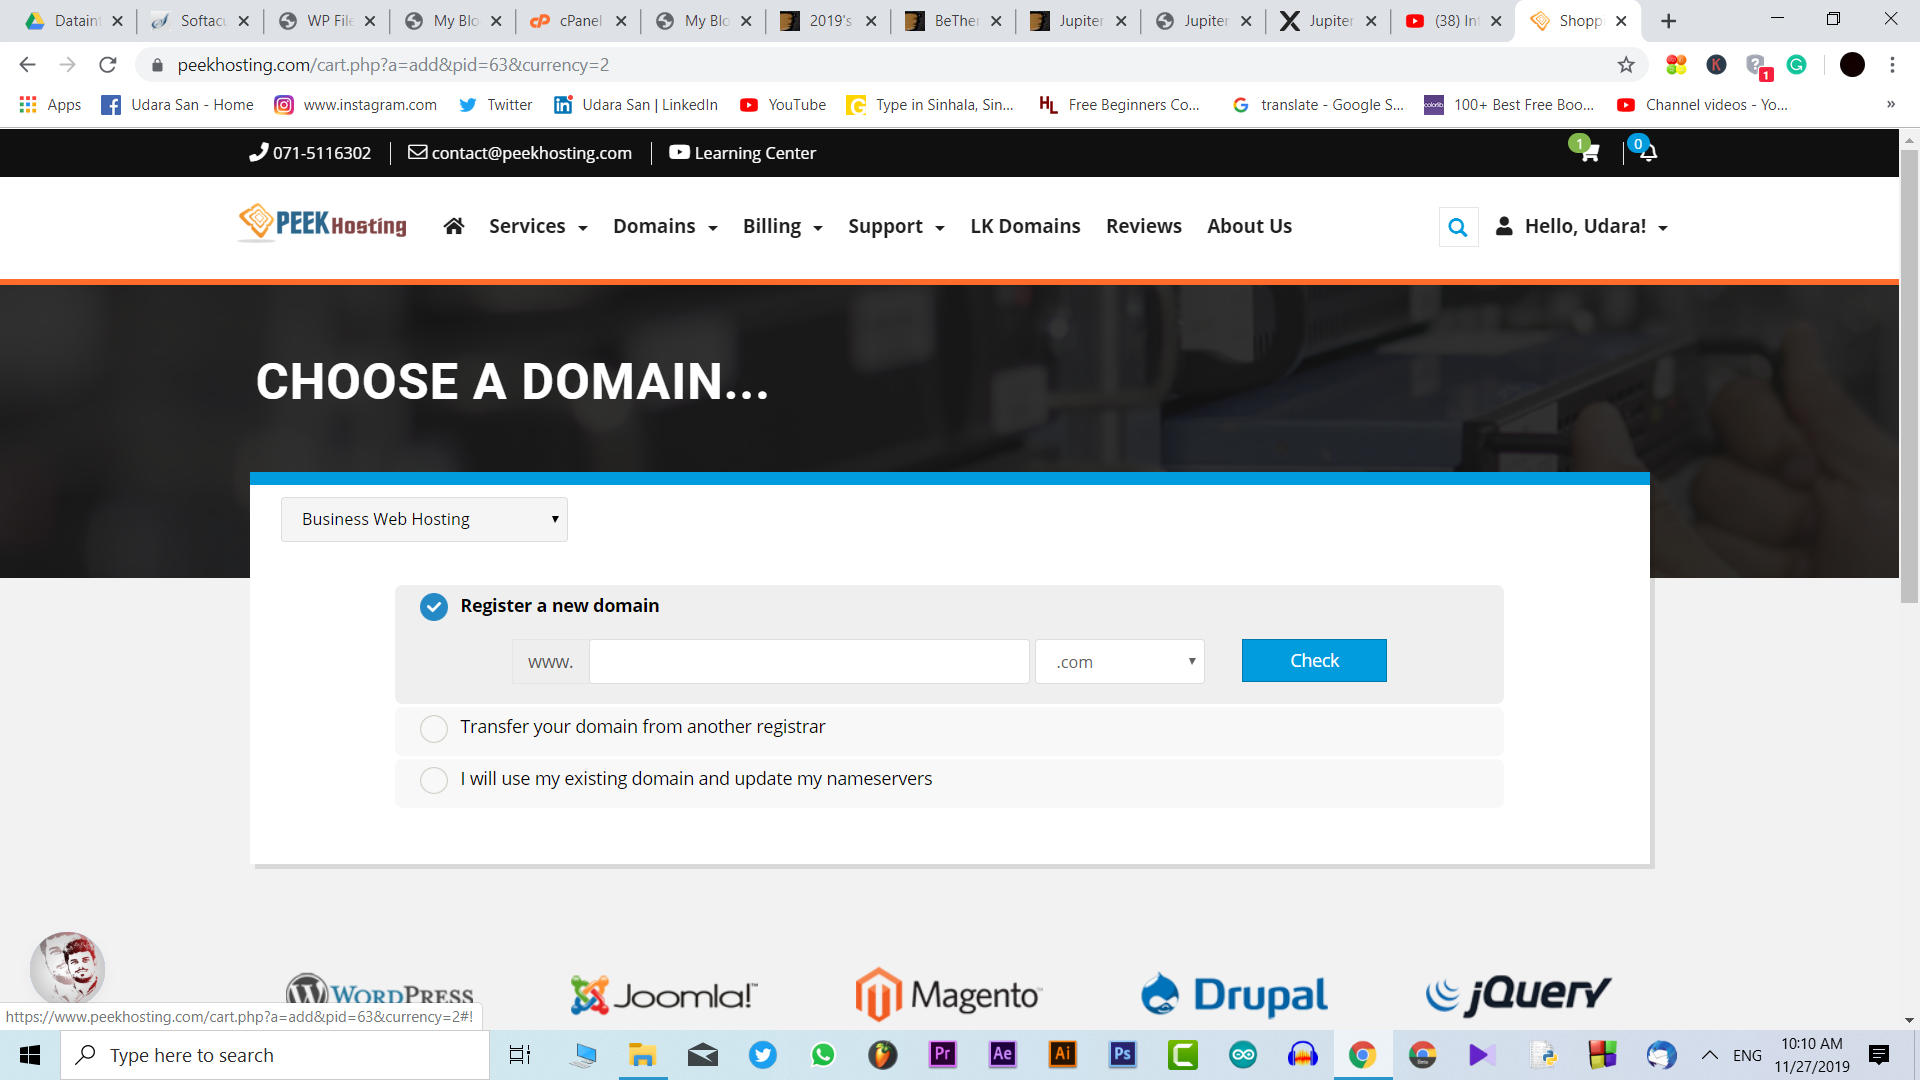 Datain
Softacu
WP File
My Blo
cPanel
My Blo
2019's
BeTher
Jupiter
Jupiter
Jupiter
(38) Int
Shopp
peekhosting.com/cart.php?a=add&pid=63&currency=2
Apps
Udara San - Home
www.instagram.com
Twitter
Udara San | LinkedIn
YouTube
Type in Sinhala, Sin...
Free Beginners Co...
translate - Google S...
100+ Best Free Boo...
Channel videos - Yo...
071-5116302
contact@peekhosting.com
Learning Center
1
0
PEEK Hosting
Services
Domains
Billing
Support
LK Domains
Reviews
About Us
Hello, Udara!
CHOOSE A DOMAIN...
Business Web Hosting
Register a new domain
www.
.com
Check
Transfer your domain from another registrar
I will use my existing domain and update my nameservers
WordPress
Joomla!
Magento
Drupal
jQuery
https://www.peekhosting.com/cart.php?a=add&pid=63&currency=2#!
Type here to search
Pr
Ae
Ai
Ps
ENG
10:10 AM
11/27/2019